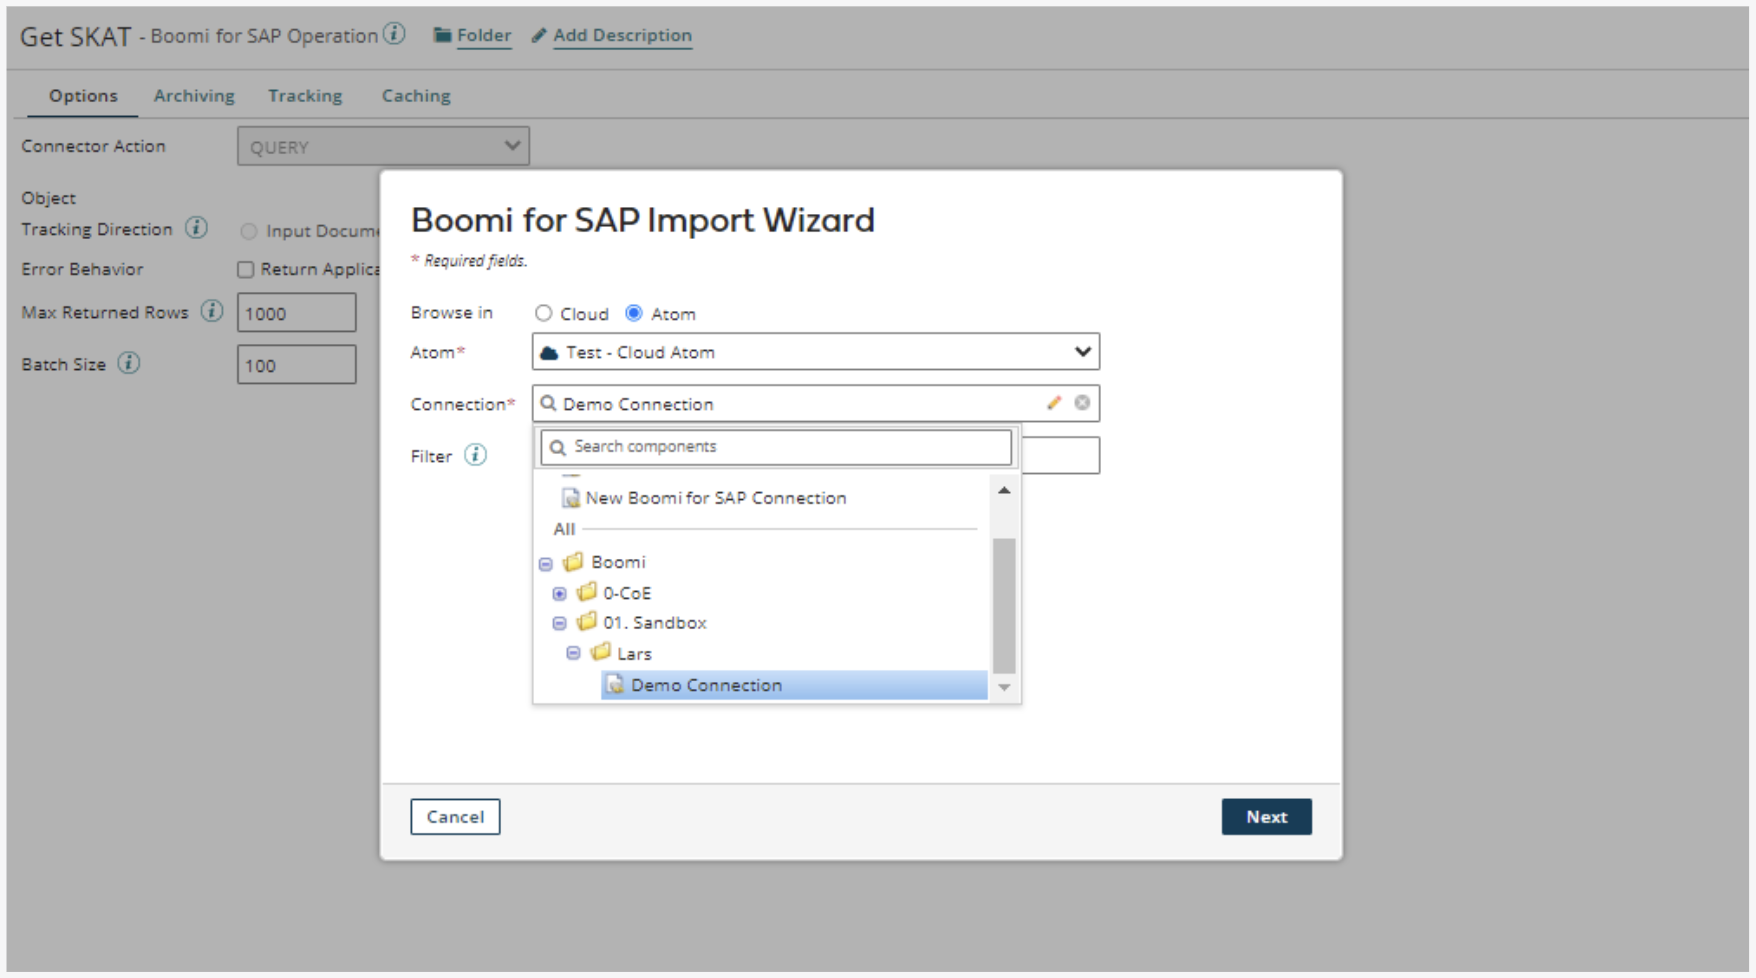 Get SKAT - Boomi for SAP Operation i Folder Add Description
Options Archiving Tracking Caching
Connector Action QUERY
Object
Tracking Direction i Input Docume
Error Behavior Return Applica
Max Returned Rows i 1000
Batch Size i 100
Boomi for SAP Import Wizard
* Required fields.
Browse in Cloud Atom
Atom* Test - Cloud Atom
Connection* Demo Connection
Filter i
Search components
New Boomi for SAP Connection
All
Boomi
0-CoE
01. Sandbox
Lars
Demo Connection
Cancel Next